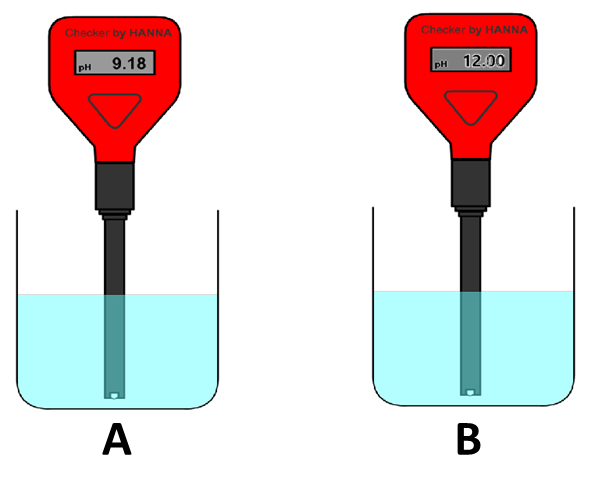 Checker by HANNA
pH 9.18
A
Checker by HANNA
pH 12.00
B